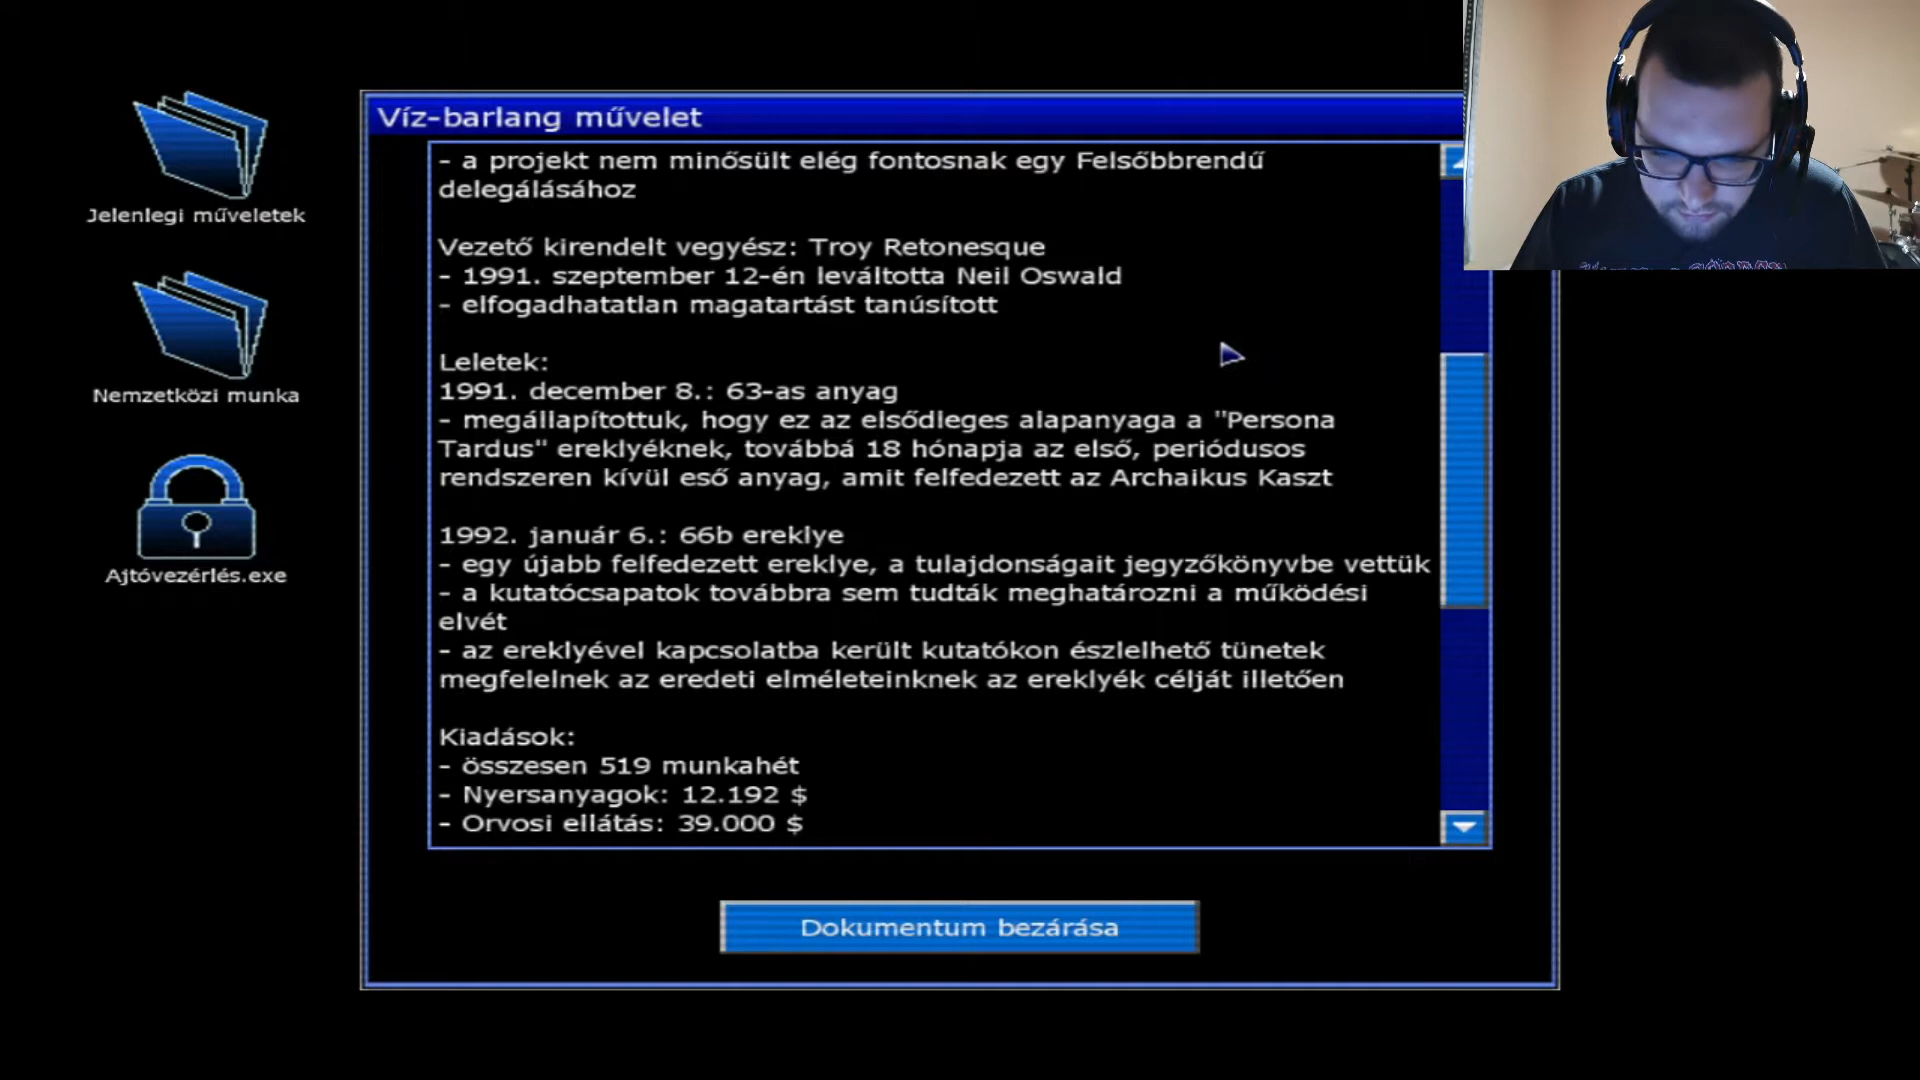 Víz-barlang művelet
- a projekt nem minősült elég fontosnak egy Felsőbbrendű
delegálásához
Vezető kirendelt vegyész: Troy Retonesque
- 1991. szeptember 12-én leváltotta Neil Oswald
- elfogadhatatlan magatartást tanúsított
Leletek:
1991. december 8.: 63-as anyag
- megállapítottuk, hogy ez az elsődleges alapanyaga a "Persona
Tardus" ereklyéknek, továbbá 18 hónapja az első, periódusos
rendszeren kívül eső anyag, amit felfedezett az Archaikus Kaszt
1992. január 6.: 66b ereklye
- egy újabb felfedezett ereklye, a tulajdonságait jegyzőkönyvbe vettük
- a kutatócsapatok továbbra sem tudták meghatározni a működési
elvét
- az ereklyével kapcsolatba került kutatókon észlelhető tünetek
megfelelnek az eredeti elméleteinknek az ereklyék célját illetően
Kiadások:
- összesen 519 munkahét
- Nyersanyagok: 12.192 $
- Orvosi ellátás: 39.000 $
Dokumentum bezárása
Jelenlegi műveletek
Nemzetközi munka
Ajtóvezérlés.exe